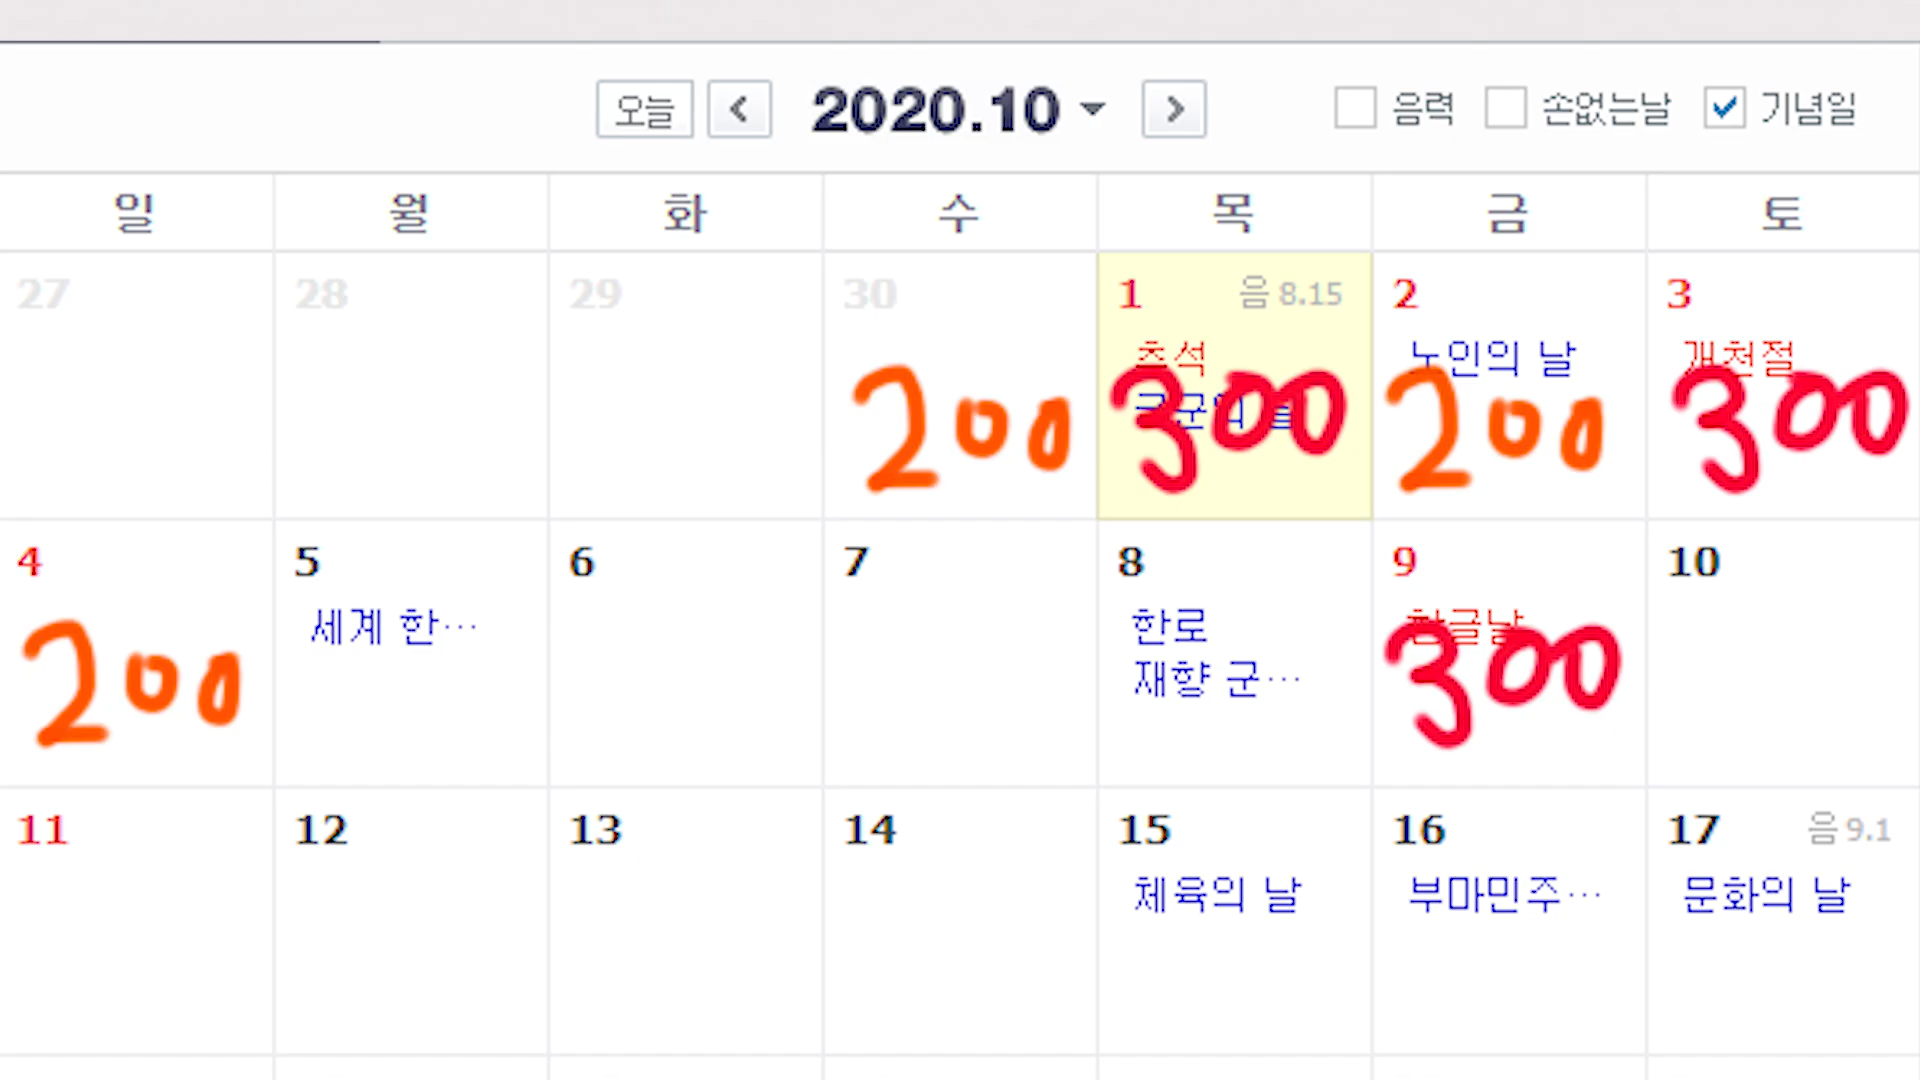 오늘 < 2020.10 > 음력 손없는날 기념일
일 월 화 수 목 금 토
27 28 29 30 1 음 8.15 2 3
추석 노인의 날 개천절
국군의 날
200 300 200 300
4 5 6 7 8 9 10
세계 한… 한로 한글날
재향 군…
200 300
11 12 13 14 15 16 17 음 9.1
체육의 날 부마민주… 문화의 날